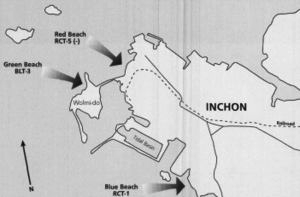 Red Beach
RCT-5 (-)
Green Beach
BLT-3
Wolmi-do
INCHON
Railroad
Tidal Basin
Blue Beach
RCT-1
N